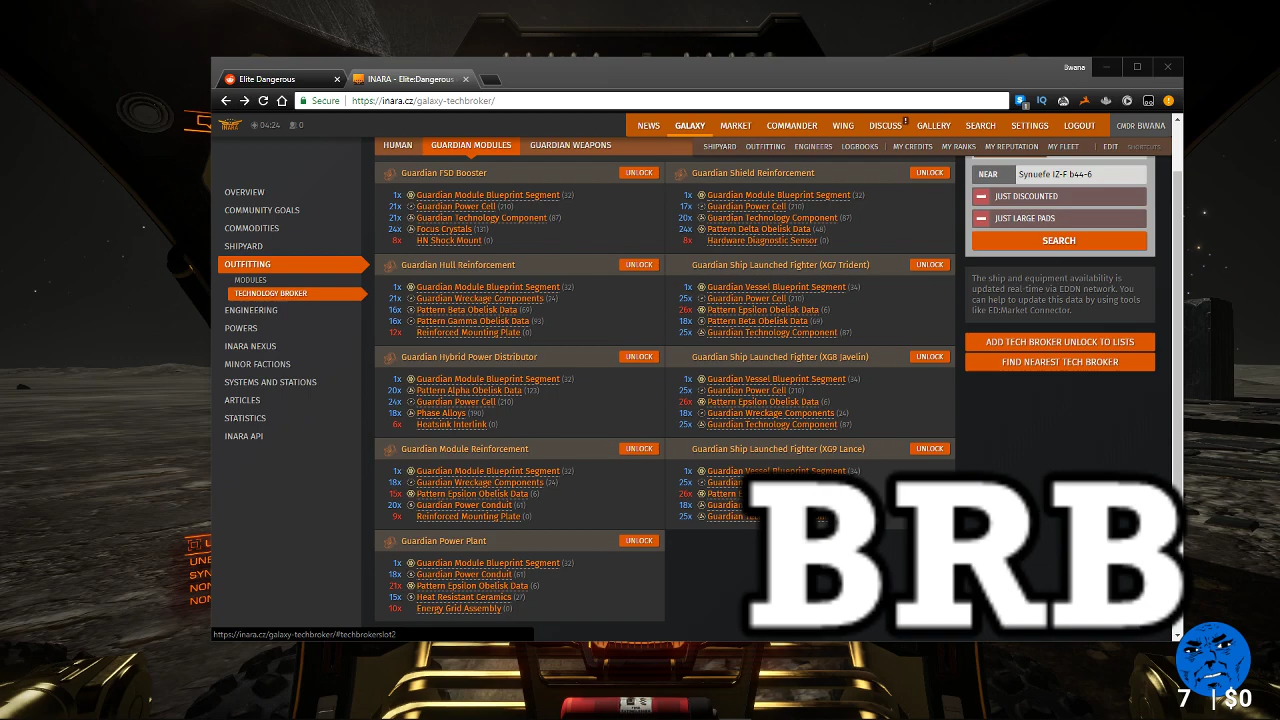 Elite Dangerous
INARA - Elite:Dangerous
Bwana
Secure
https://inara.cz/galaxy-techbroker/
INARA
04:24
0
NEWS
GALAXY
MARKET
COMMANDER
WING
DISCUSS!
GALLERY
SEARCH
SETTINGS
LOGOUT
CMDR BWANA
SHIPYARD
OUTFITTING
ENGINEERS
LOGBOOKS
MY CREDITS
MY RANKS
MY REPUTATION
MY FLEET
EDIT
SHORTCUTS
HUMAN
GUARDIAN MODULES
GUARDIAN WEAPONS
OVERVIEW
COMMUNITY GOALS
COMMODITIES
SHIPYARD
OUTFITTING
MODULES
TECHNOLOGY BROKER
ENGINEERING
POWERS
INARA NEXUS
MINOR FACTIONS
SYSTEMS AND STATIONS
ARTICLES
STATISTICS
INARA API
Guardian FSD Booster UNLOCK
1x Guardian Module Blueprint Segment (32)
21x Guardian Power Cell (210)
21x Guardian Technology Component (87)
24x Focus Crystals (131)
8x HN Shock Mount (0)
Guardian Shield Reinforcement UNLOCK
1x Guardian Module Blueprint Segment (32)
17x Guardian Power Cell (210)
20x Guardian Technology Component (87)
24x Pattern Delta Obelisk Data (48)
8x Hardware Diagnostic Sensor (0)
Guardian Hull Reinforcement UNLOCK
1x Guardian Module Blueprint Segment (32)
21x Guardian Wreckage Components (24)
16x Pattern Beta Obelisk Data (69)
16x Pattern Gamma Obelisk Data (93)
12x Reinforced Mounting Plate (0)
Guardian Ship Launched Fighter (XG7 Trident) UNLOCK
1x Guardian Vessel Blueprint Segment (34)
25x Guardian Power Cell (210)
26x Pattern Epsilon Obelisk Data (6)
18x Pattern Beta Obelisk Data (69)
25x Guardian Technology Component (87)
Guardian Hybrid Power Distributor UNLOCK
1x Guardian Module Blueprint Segment (32)
20x Pattern Alpha Obelisk Data (123)
24x Guardian Power Cell (210)
18x Phase Alloys (190)
6x Heatsink Interlink (0)
Guardian Ship Launched Fighter (XG8 Javelin) UNLOCK
1x Guardian Vessel Blueprint Segment (34)
25x Guardian Power Cell (210)
26x Pattern Epsilon Obelisk Data (6)
18x Guardian Wreckage Components (24)
25x Guardian Technology Component (87)
Guardian Module Reinforcement UNLOCK
1x Guardian Module Blueprint Segment (32)
18x Guardian Wreckage Components (24)
15x Pattern Epsilon Obelisk Data (6)
20x Guardian Power Conduit (61)
9x Reinforced Mounting Plate (0)
Guardian Ship Launched Fighter (XG9 Lance) UNLOCK
1x Guardian Vessel Blueprint Segment (34)
25x
26x
18x
25x
Guardian Power Plant UNLOCK
1x Guardian Module Blueprint Segment (32)
18x Guardian Power Conduit (61)
21x Pattern Epsilon Obelisk Data (6)
15x Heat Resistant Ceramics (27)
10x Energy Grid Assembly (0)
NEAR Synuefe IZ-F b44-6
JUST DISCOUNTED
JUST LARGE PADS
SEARCH
The ship and equipment availability is
updated real-time via EDDN network. You
can help to update this data by using tools
like ED:Market Connector.
ADD TECH BROKER UNLOCK TO LISTS
FIND NEAREST TECH BROKER
https://inara.cz/galaxy-techbroker/#techbrokerslot2
BRB
7 | $0